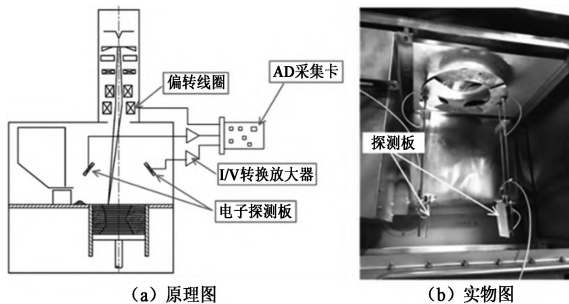 偏转线圈
AD采集卡
I/V转换放大器
电子探测板
探测板
（a）原理图
（b）实物图